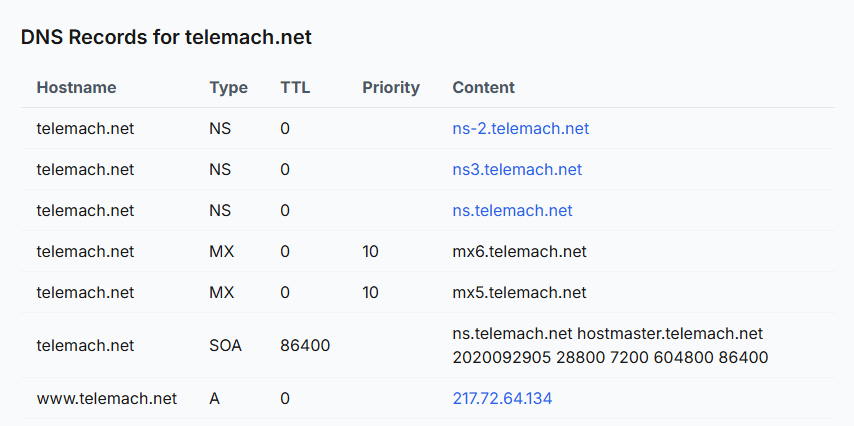 DNS Records for telemach.net
Hostname Type TTL Priority Content
telemach.net NS 0 ns-2.telemach.net
telemach.net NS 0 ns3.telemach.net
telemach.net NS 0 ns.telemach.net
telemach.net MX 0 10 mx6.telemach.net
telemach.net MX 0 10 mx5.telemach.net
telemach.net SOA 86400 ns.telemach.net hostmaster.telemach.net
2020092905 28800 7200 604800 86400
www.telemach.net A 0 217.72.64.134